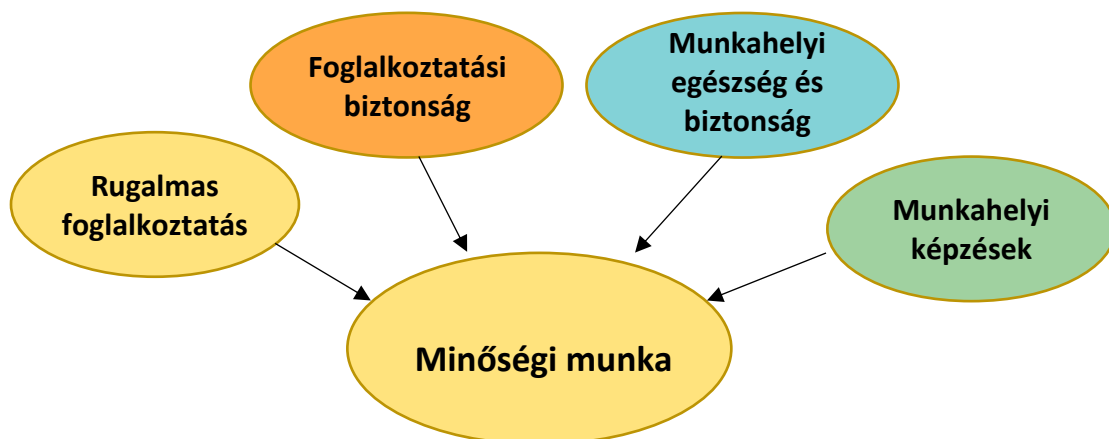 Foglalkoztatási
biztonság
Munkahelyi
egészség és
biztonság
Rugalmas
foglalkoztatás
Munkahelyi
képzések
Minőségi munka